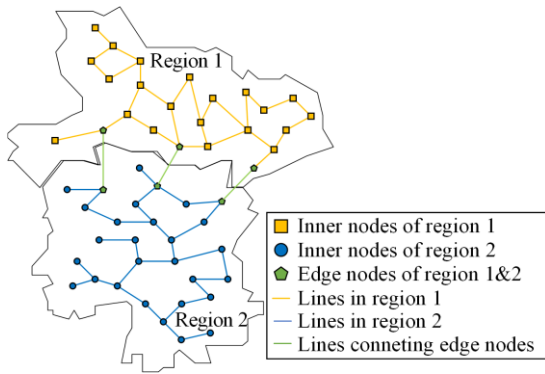 Region 1
Inner nodes of region 1
Inner nodes of region 2
Edge nodes of region 1&2
Lines in region 1
Lines in region 2
Lines conneting edge nodes
Region 2